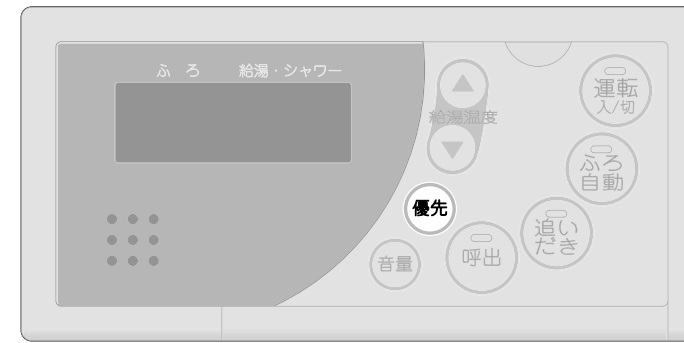 ふろ 給湯・シャワー
運転
入/切
給湯温度
ふろ
自動
優先
追い
だき
呼出
音量